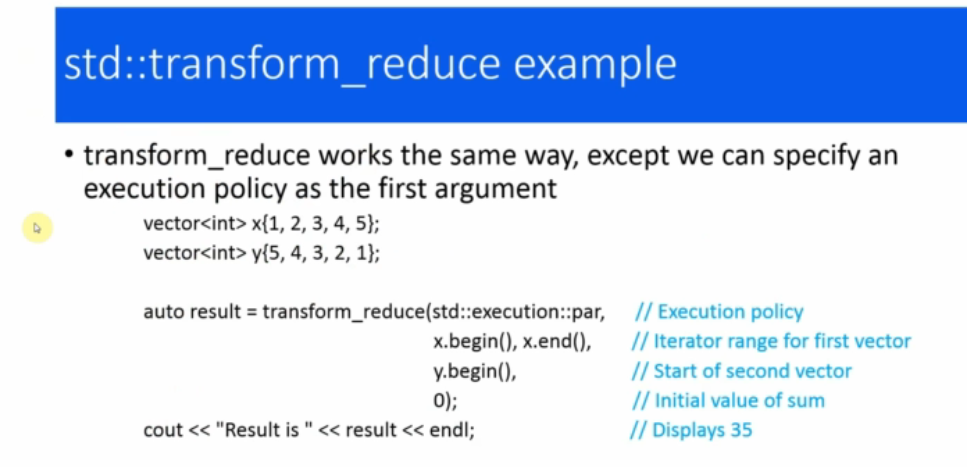 std::transform_reduce example
• transform_reduce works the same way, except we can specify an
execution policy as the first argument
vector<int> x{1, 2, 3, 4, 5};
vector<int> y{5, 4, 3, 2, 1};
auto result = transform_reduce(std::execution::par, // Execution policy
x.begin(), x.end(), // Iterator range for first vector
y.begin(), // Start of second vector
0); // Initial value of sum
cout << "Result is " << result << endl; // Displays 35